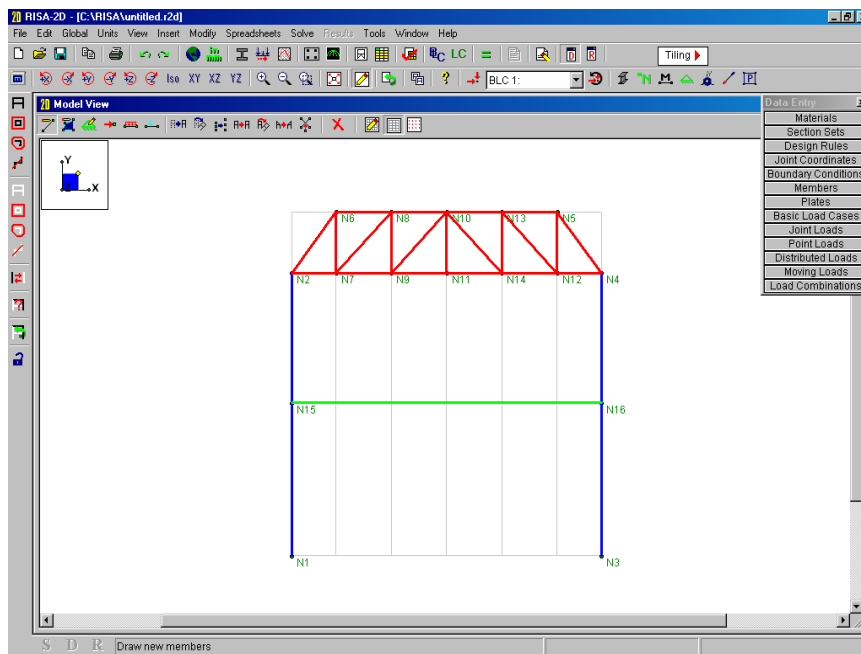 RISA-2D - [C:\RISA\untitled.r2d]
File Edit Global Units View Insert Modify Spreadsheets Solve Results Tools Window Help
BC LC = D R Tiling
Iso XY XZ YZ BLC 1:
Model View
Data Entry
Materials
Section Sets
Design Rules
Joint Coordinates
Boundary Conditions
Members
Plates
Basic Load Cases
Joint Loads
Point Loads
Distributed Loads
Moving Loads
Load Combinations
Y
Z X
N6 N8 N10 N13 N5
N2 N7 N9 N11 N14 N12 N4
N15 N16
N1 N3
S D R Draw new members